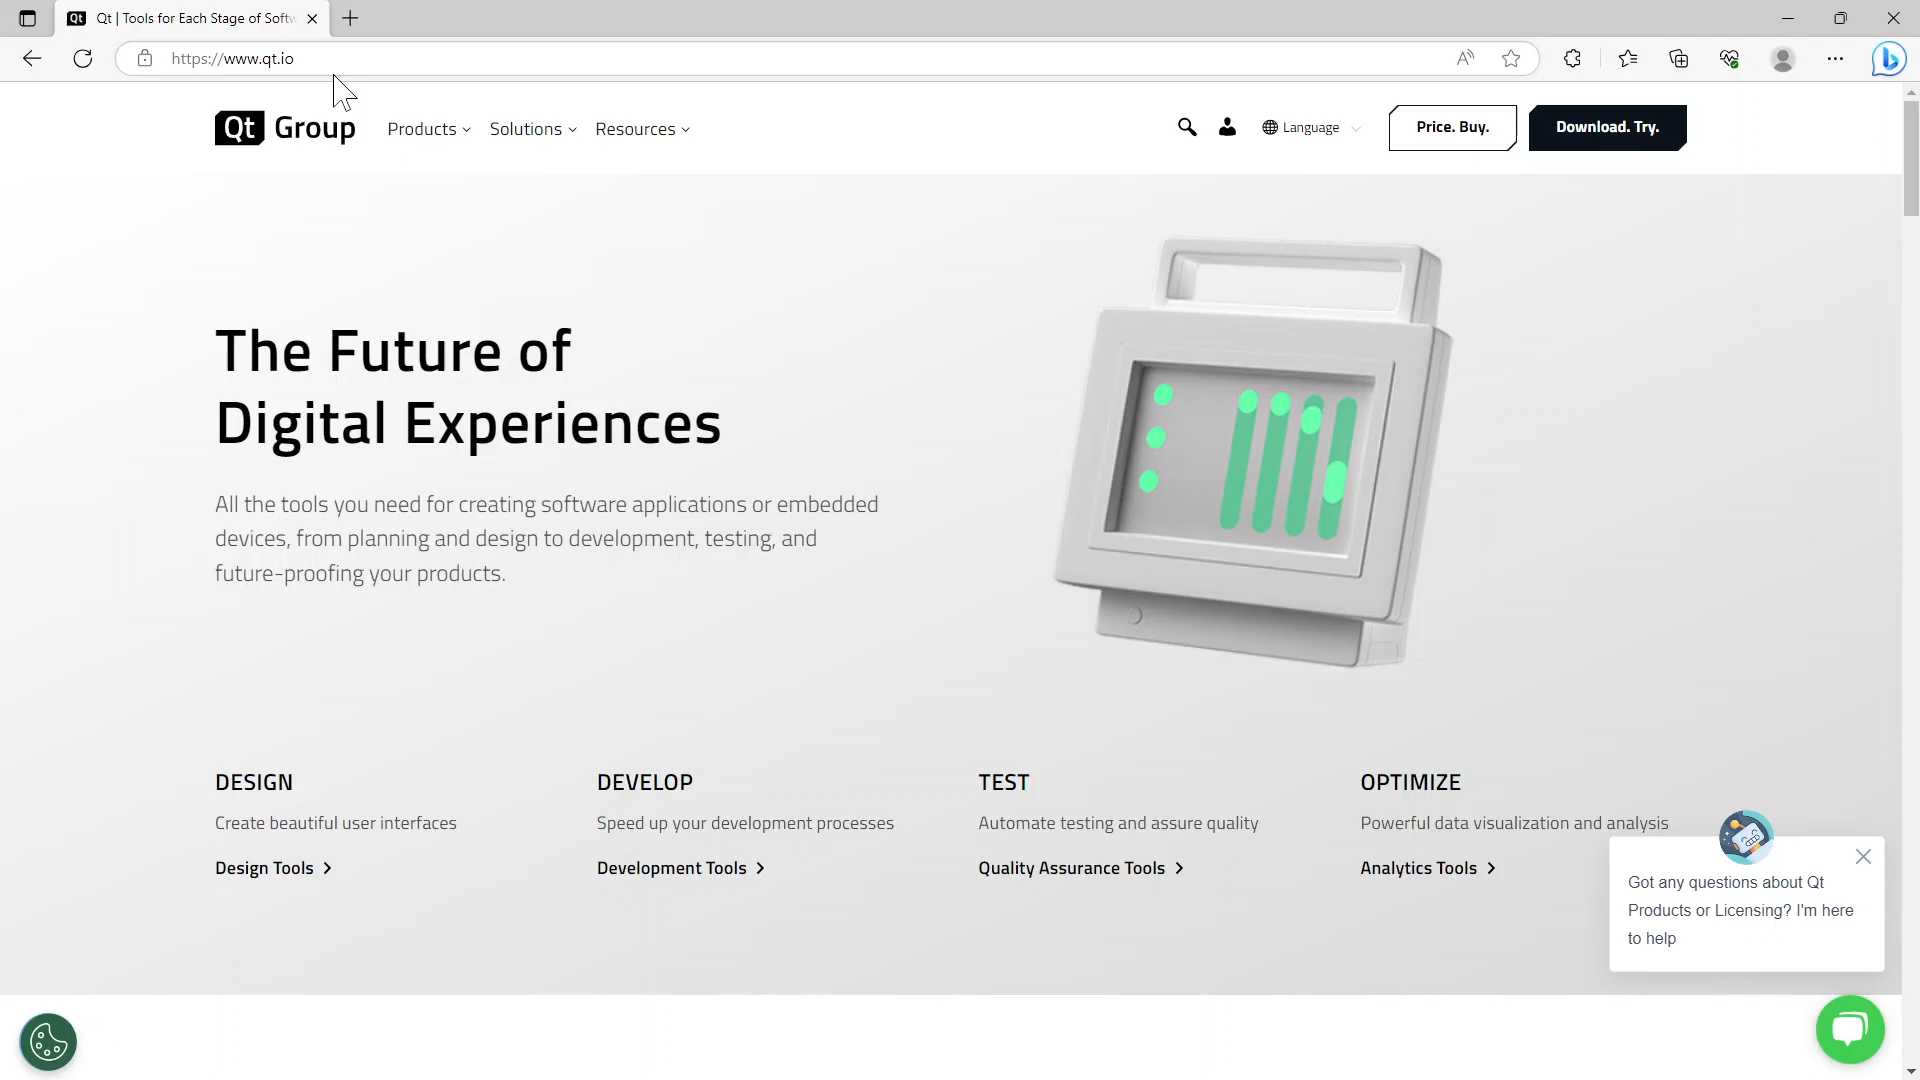 Qt | Tools for Each Stage of Softw
https://www.qt.io
Qt Group
Products
Solutions
Resources
Language
Price. Buy.
Download. Try.
The Future of
Digital Experiences
All the tools you need for creating software applications or embedded
devices, from planning and design to development, testing, and
future-proofing your products.
DESIGN
Create beautiful user interfaces
Design Tools
DEVELOP
Speed up your development processes
Development Tools
TEST
Automate testing and assure quality
Quality Assurance Tools
OPTIMIZE
Powerful data visualization and analysis
Analytics Tools
Got any questions about Qt
Products or Licensing? I'm here
to help